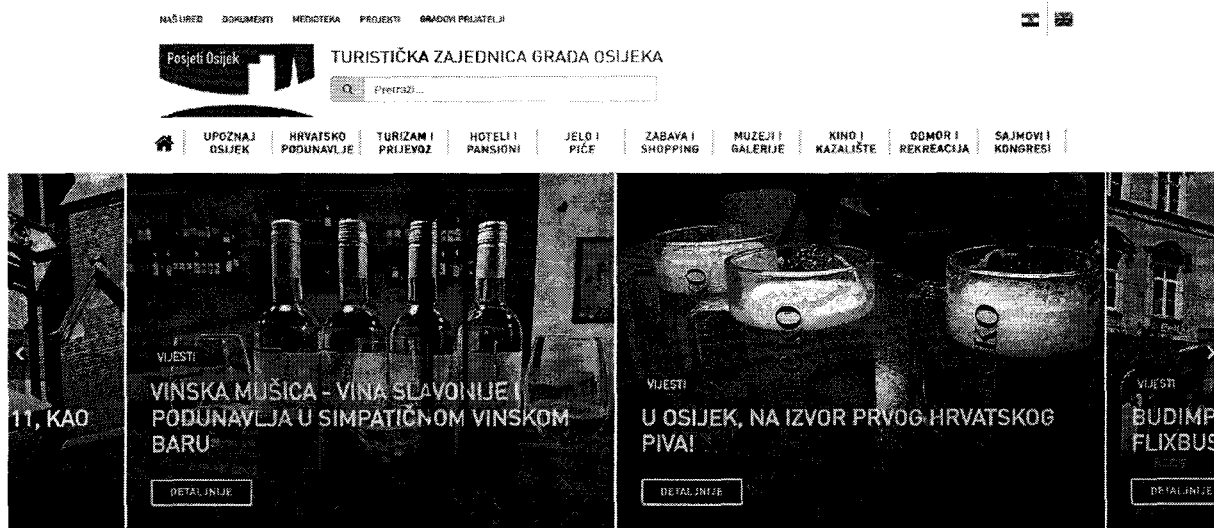 NAŠ URED DOKUMENTI MEDIOTEKA PROJEKTI GRADOVI PRIJATELJI
Posjeti Osijek
TURISTIČKA ZAJEDNICA GRADA OSIJEKA
Pretraži...
UPOZNAJ OSIJEK
HRVATSKO PODUNAVLJE
TURIZAM I PRIJEVOZ
HOTELI I PANSIONI
JELO I PIĆE
ZABAVA I SHOPPING
MUZEJI I GALERIJE
KINO I KAZALIŠTE
ODMOR I REKREACIJA
SAJMOVI I KONGRESI
11, KAO
VIJESTI
VINSKA MUŠICA - VINA SLAVONIJE I
PODUNAVLJA U SIMPATIČNOM VINSKOM
BARU
DETALJNIJE
VIJESTI
U OSIJEK, NA IZVOR PRVOG HRVATSKOG
PIVA!
DETALJNIJE
VIJESTI
BUDIMP
FLIXBUS
DETALJNIJE